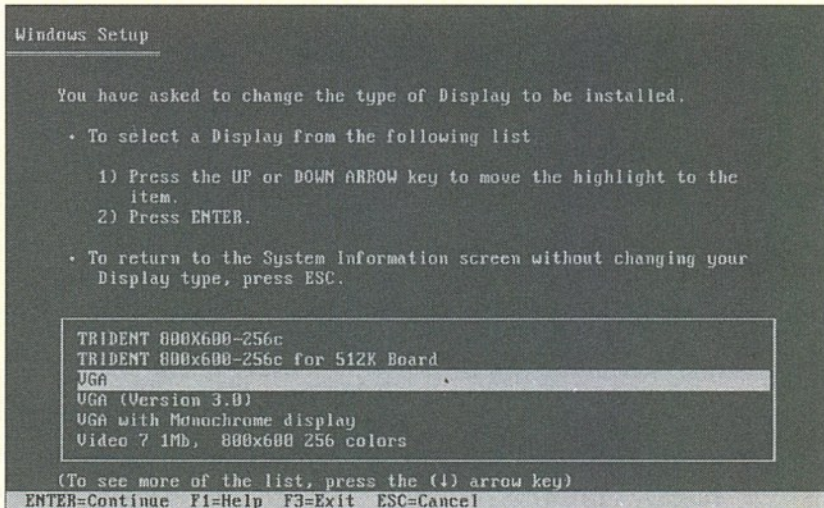 Windows Setup
You have asked to change the type of Display to be installed.
• To select a Display from the following list
1) Press the UP or DOWN ARROW key to move the highlight to the
item.
2) Press ENTER.
• To return to the System Information screen without changing your
Display type, press ESC.
TRIDENT 800X600-256c
TRIDENT 800x600-256c for 512K Board
VGA
VGA (Version 3.0)
VGA with Monochrome display
Video 7 1Mb, 800x600 256 colors
(To see more of the list, press the (↓) arrow key)
ENTER=Continue F1=Help F3=Exit ESC=Cancel